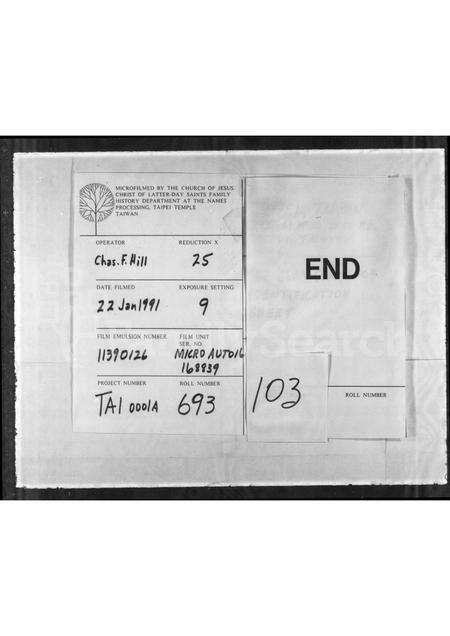 MICROFILMED BY THE CHURCH OF JESUS
CHRIST OF LATTER-DAY SAINTS FAMILY
HISTORY DEPARTMENT AT THE NAMES
PROCESSING, TAIPEI TEMPLE
TAIWAN
OPERATOR REDUCTION X
Chas. F. Hill 25
DATE FILMED EXPOSURE SETTING
22 Jan 1991 9
FILM EMULSION NUMBER FILM UNIT
SER. NO.
11390126 MICRO AUTO16
168939
PROJECT NUMBER ROLL NUMBER
TAI 0001A 693
END
103
ROLL NUMBER